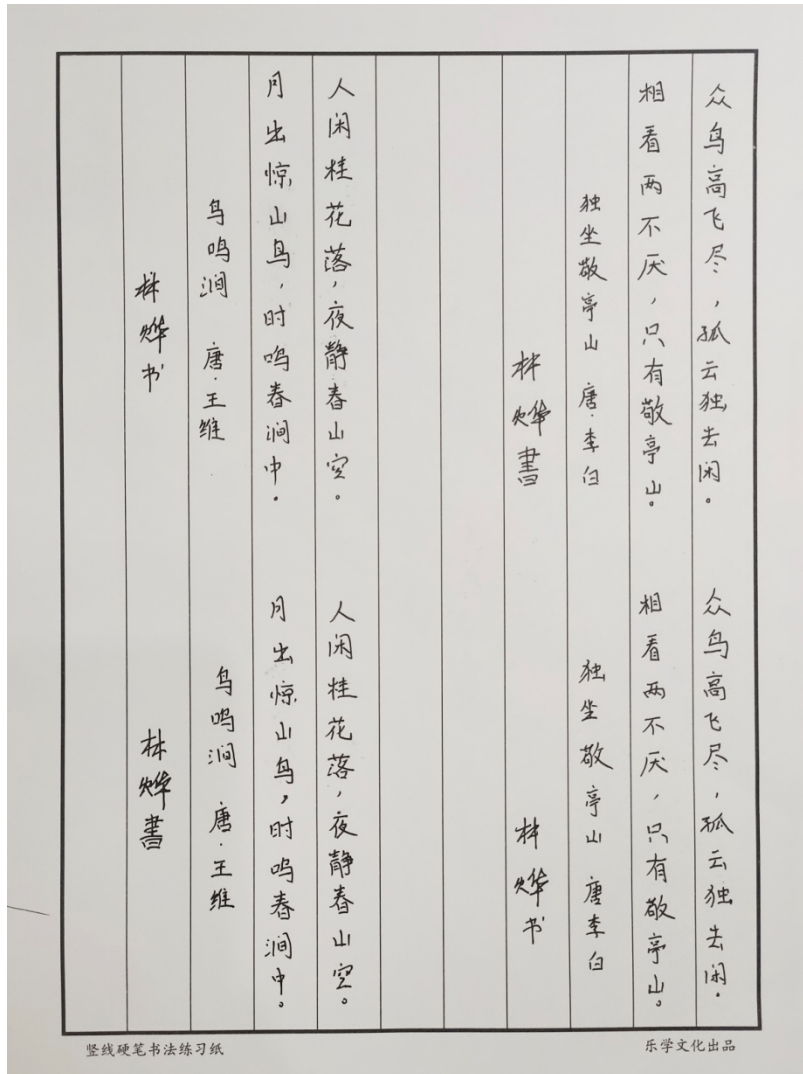 众鸟高飞尽，孤云独去闲。
相看两不厌，只有敬亭山。
独坐敬亭山 唐·李白
林烨書
人闲桂花落，夜静春山空。
月出惊山鸟，时鸣春涧中。
鸟鸣涧 唐·王维
林烨书
众鸟高飞尽，孤云独去闲。
相看两不厌，只有敬亭山。
独坐敬亭山 唐李白
林烨书
人闲桂花落，夜静春山空。
月出惊山鸟，时鸣春涧中。
鸟鸣涧 唐·王维
林烨書
竖线硬笔书法练习纸
乐学文化出品